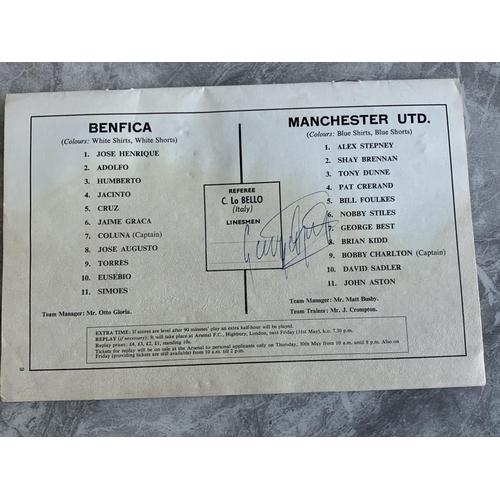 BENFICA
(Colours: White Shirts, White Shorts)
1. JOSE HENRIQUE
2. ADOLFO
3. HUMBERTO
4. JACINTO
5. CRUZ
6. JAIME GRACA
7. COLUNA (Captain)
8. JOSE AUGUSTO
9. TORRES
10. EUSEBIO
11. SIMOES
Team Manager: Mr. Otto Gloria.
REFEREE
C. Lo BELLO
(Italy)
LINESMEN
MANCHESTER UTD.
(Colours: Blue Shirts, Blue Shorts)
1. ALEX STEPNEY
2. SHAY BRENNAN
3. TONY DUNNE
4. PAT CRERAND
5. BILL FOULKES
6. NOBBY STILES
7. GEORGE BEST
8. BRIAN KIDD
9. BOBBY CHARLTON (Captain)
10. DAVID SADLER
11. JOHN ASTON
Team Manager: Mr. Matt Busby.
Team Trainer: Mr. J. Crompton.
EXTRA TIME: If scores are level after 90 minutes' play an extra half-hour will be played.
REPLAY (if necessary): It will take place at Arsenal F.C., Highbury, London, next Friday (31st May), k.o. 7.30 p.m.
Replay prices: £4, £3, £2, £1, standing 10s.
Tickets for replay will be on sale at the Arsenal to personal applicants only on Thursday, 30th May from 10 a.m. until 8 p.m. Also on
Friday (providing tickets are still available) from 10 a.m. till 2 p.m.